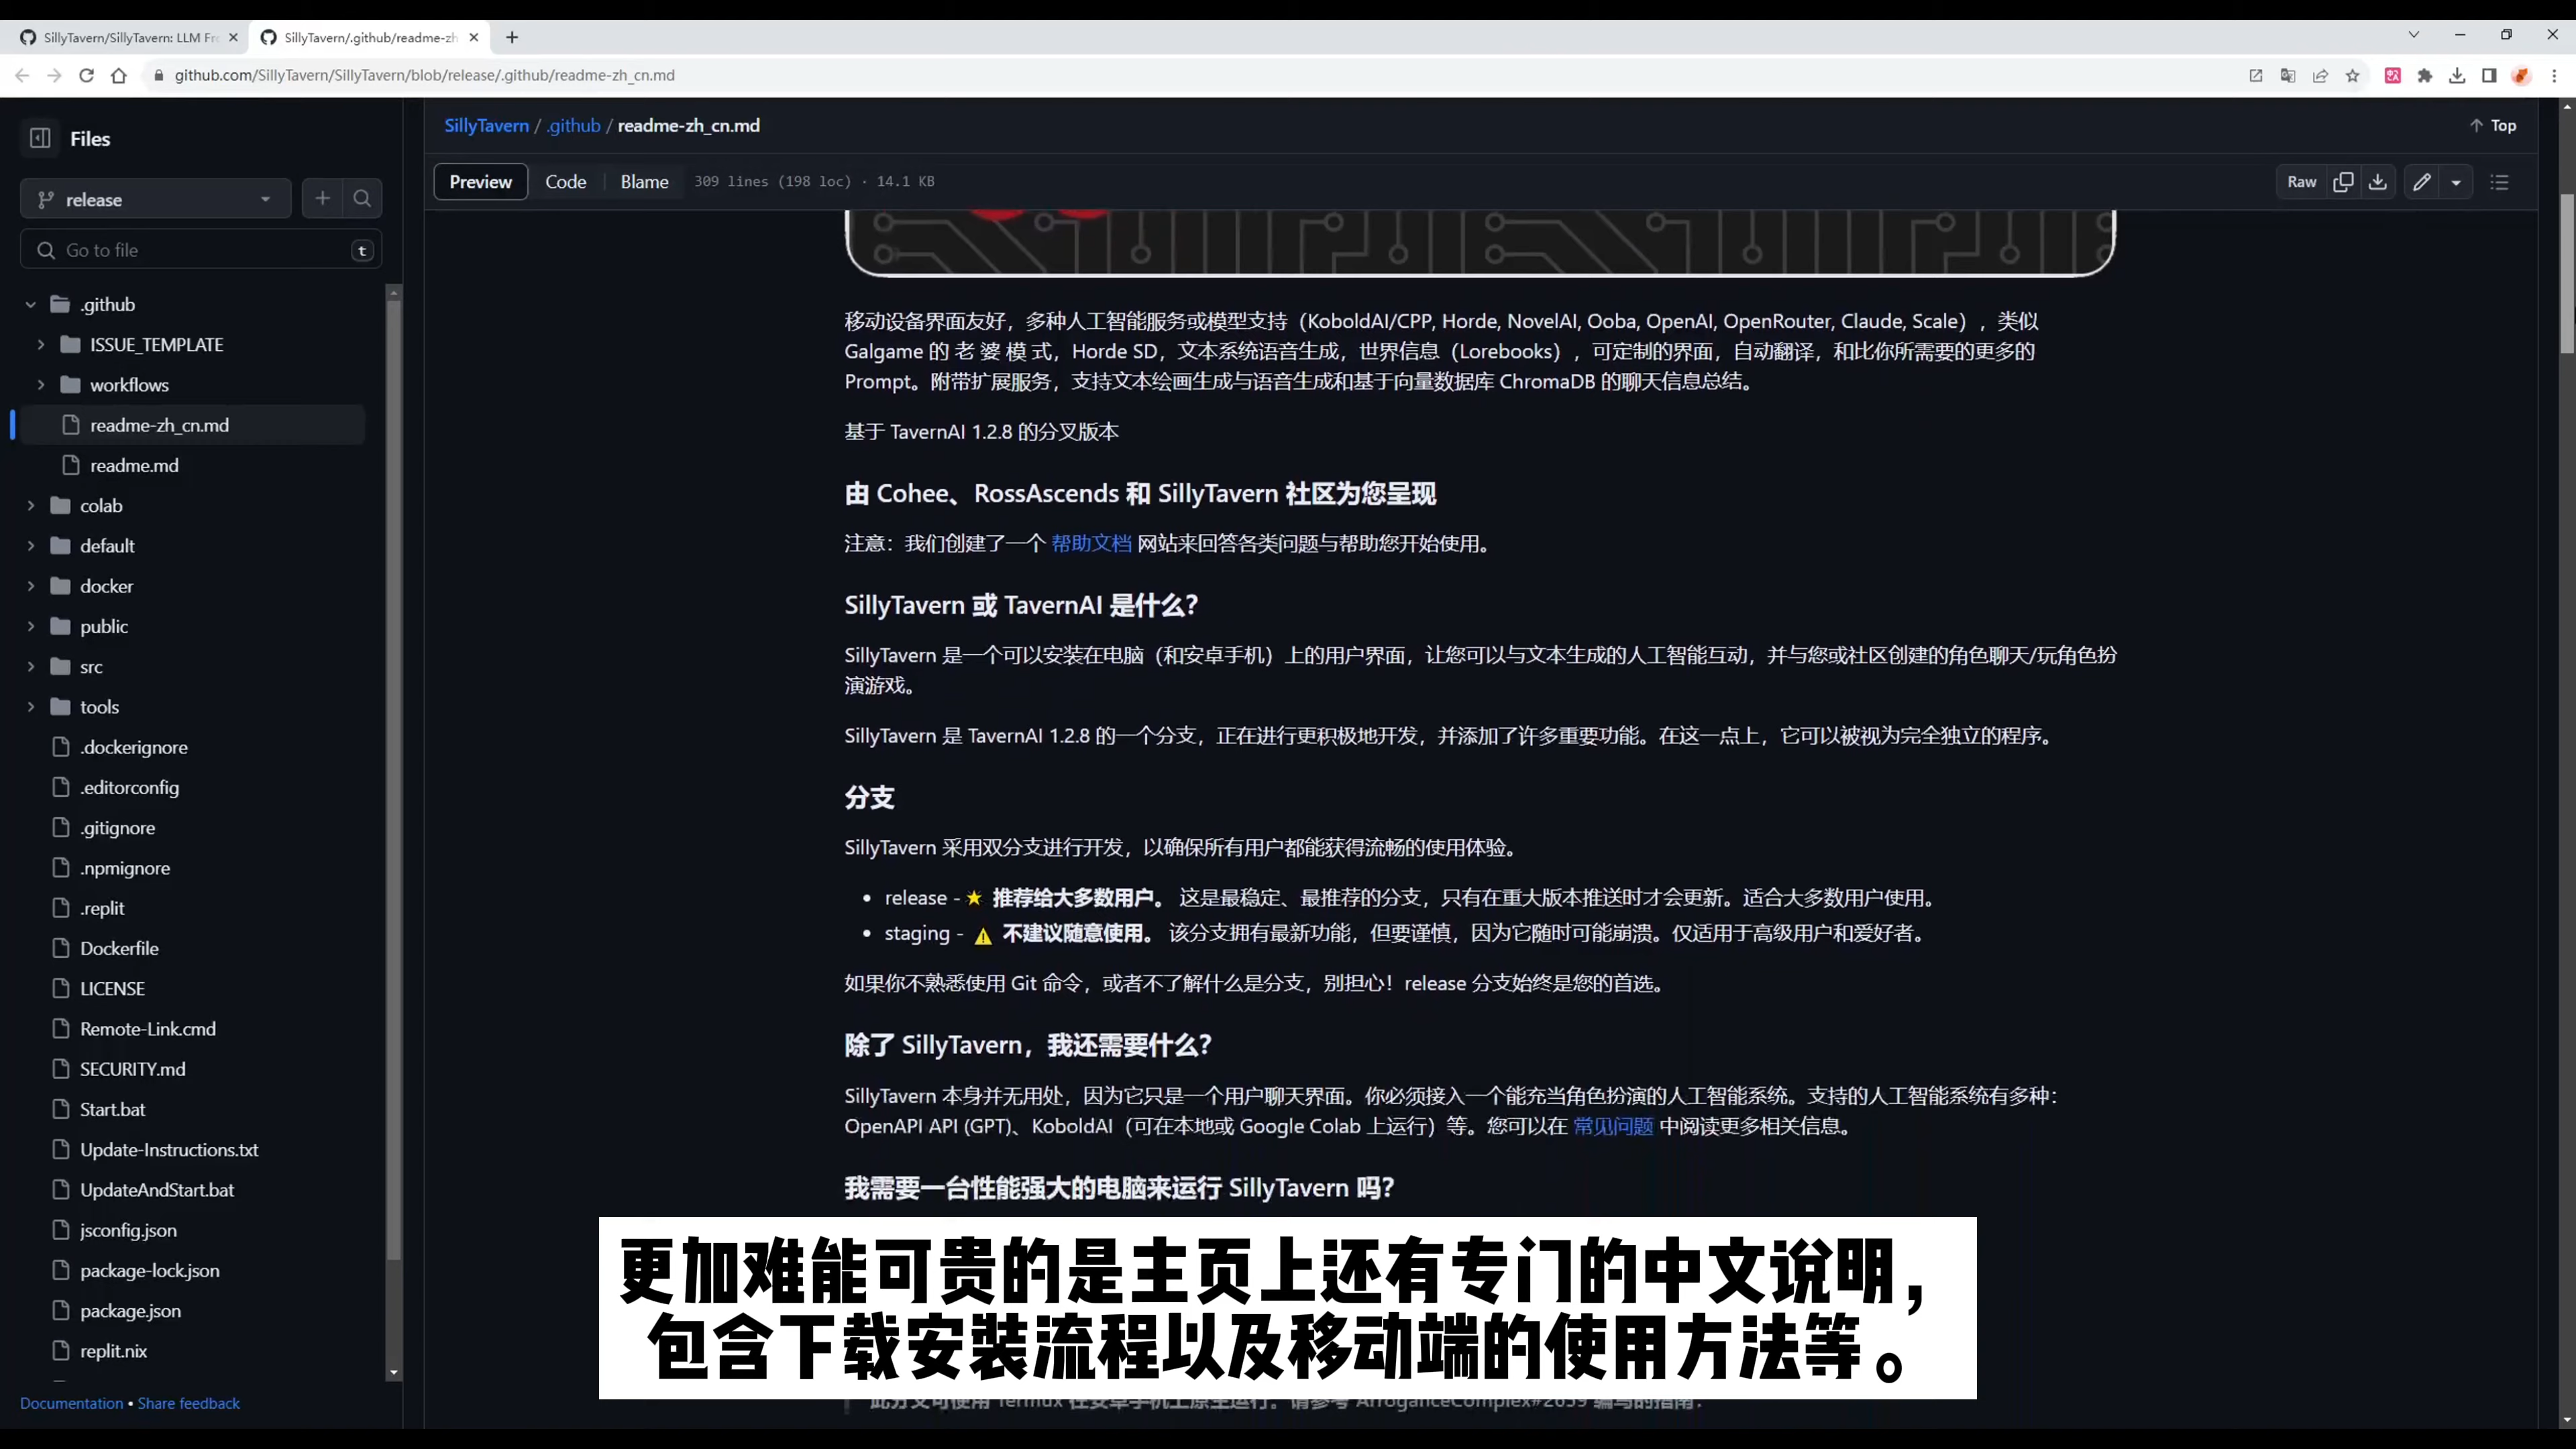 SillyTavern/SillyTavern: LLM Fr
SillyTavern/.github/readme-zh
github.com/SillyTavern/SillyTavern/blob/release/.github/readme-zh_cn.md
Files
release
Go to file
t
.github
ISSUE_TEMPLATE
workflows
readme-zh_cn.md
readme.md
colab
default
docker
public
src
tools
.dockerignore
.editorconfig
.gitignore
.npmignore
.replit
Dockerfile
LICENSE
Remote-Link.cmd
SECURITY.md
Start.bat
Update-Instructions.txt
UpdateAndStart.bat
jsconfig.json
package-lock.json
package.json
replit.nix
Documentation • Share feedback
SillyTavern / .github / readme-zh_cn.md
Top
Preview Code Blame 309 lines (198 loc) · 14.1 KB
Raw
移动设备界面友好，多种人工智能服务或模型支持（KoboldAI/CPP, Horde, NovelAI, Ooba, OpenAI, OpenRouter, Claude, Scale），类似
Galgame 的 老 婆 模 式，Horde SD，文本系统语音生成，世界信息（Lorebooks），可定制的界面，自动翻译，和比你所需要的更多的
Prompt。附带扩展服务，支持文本绘画生成与语音生成和基于向量数据库 ChromaDB 的聊天信息总结。
基于 TavernAI 1.2.8 的分叉版本
由 Cohee、RossAscends 和 SillyTavern 社区为您呈现
注意：我们创建了一个 帮助文档 网站来回答各类问题与帮助您开始使用。
SillyTavern 或 TavernAI 是什么？
SillyTavern 是一个可以安装在电脑（和安卓手机）上的用户界面，让您可以与文本生成的人工智能互动，并与您或社区创建的角色聊天/玩角色扮
演游戏。
SillyTavern 是 TavernAI 1.2.8 的一个分支，正在进行更积极地开发，并添加了许多重要功能。在这一点上，它可以被视为完全独立的程序。
分支
SillyTavern 采用双分支进行开发，以确保所有用户都能获得流畅的使用体验。
• release - 推荐给大多数用户。 这是最稳定、最推荐的分支，只有在重大版本推送时才会更新。适合大多数用户使用。
• staging - 不建议随意使用。 该分支拥有最新功能，但要谨慎，因为它随时可能崩溃。仅适用于高级用户和爱好者。
如果你不熟悉使用 Git 命令，或者不了解什么是分支，别担心！release 分支始终是您的首选。
除了 SillyTavern，我还需要什么？
SillyTavern 本身并无用处，因为它只是一个用户聊天界面。你必须接入一个能充当角色扮演的人工智能系统。支持的人工智能系统有多种：
OpenAPI API (GPT)、KoboldAI（可在本地或 Google Colab 上运行）等。您可以在 常见问题 中阅读更多相关信息。
我需要一台性能强大的电脑来运行 SillyTavern 吗？
更加难能可贵的是主页上还有专门的中文说明，
包含下载安装流程以及移动端的使用方法等。